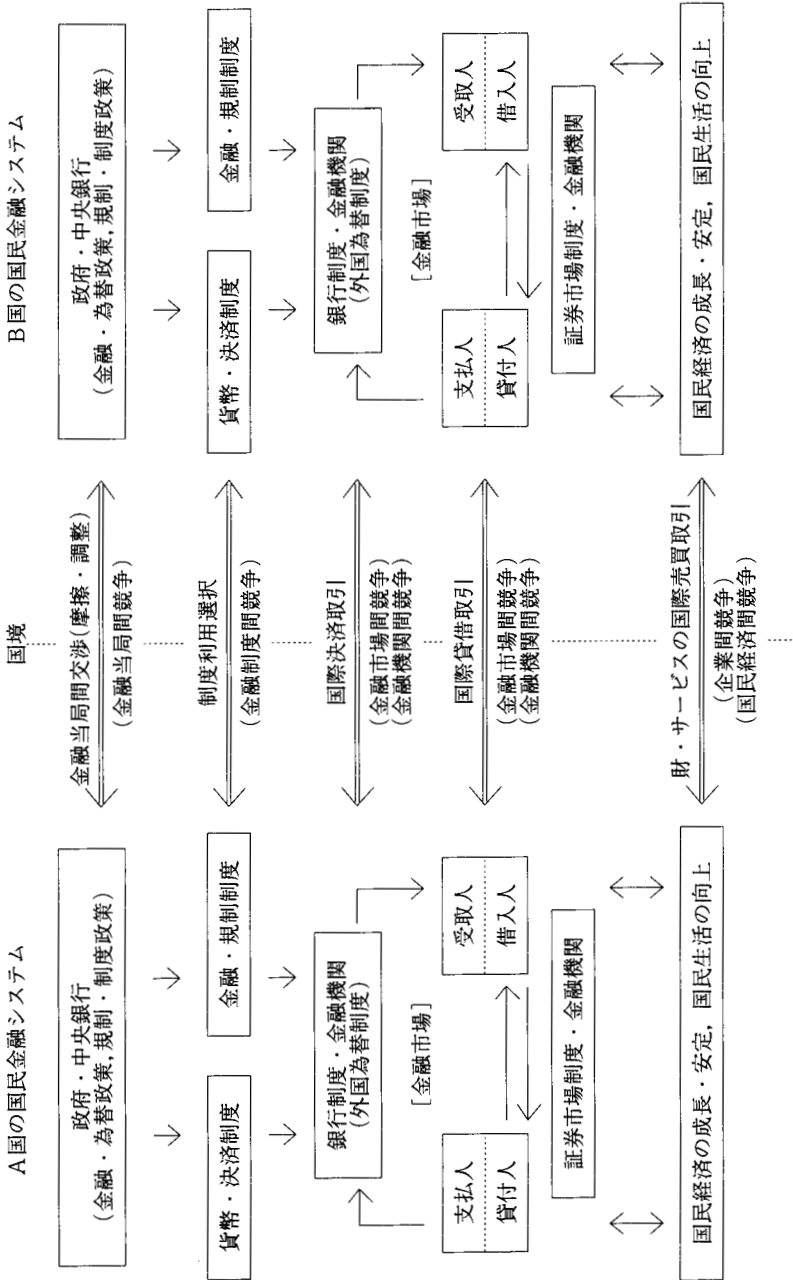 A国の国民金融システム
政府・中央銀行
(金融・為替政策,規制・制度政策)
貨幣・決済制度
金融・規制制度
銀行制度・金融機関
(外国為替制度)
[金融市場]
支払人
貸付人
受取人
借入人
証券市場制度・金融機関
国民経済の成長・安定,国民生活の向上
国境
金融当局間交渉(摩擦・調整)
(金融当局間競争)
制度利用選択
(金融制度間競争)
国際決済取引
(金融市場間競争)
(金融機関間競争)
国際貸借取引
(金融市場間競争)
(金融機関間競争)
財・サービスの国際売買取引
(企業間競争)
(国民経済間競争)
B国の国民金融システム
政府・中央銀行
(金融・為替政策,規制・制度政策)
貨幣・決済制度
金融・規制制度
銀行制度・金融機関
(外国為替制度)
[金融市場]
支払人
貸付人
受取人
借入人
証券市場制度・金融機関
国民経済の成長・安定,国民生活の向上